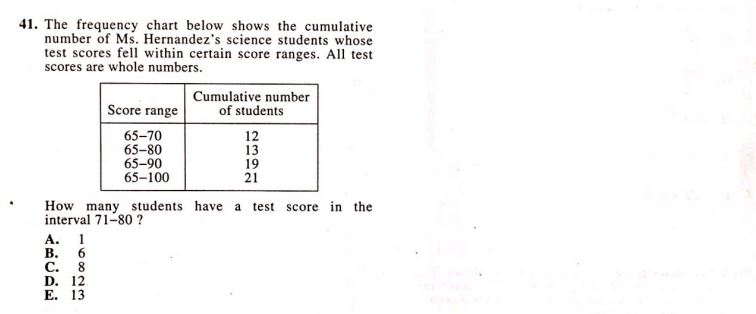 41. The frequency chart below shows the cumulative
number of Ms. Hernandez's science students whose
test scores fell within certain score ranges. All test
scores are whole numbers.
Score range Cumulative number
of students
65–70 12
65–80 13
65–90 19
65–100 21
How many students have a test score in the
interval 71–80 ?
A. 1
B. 6
C. 8
D. 12
E. 13